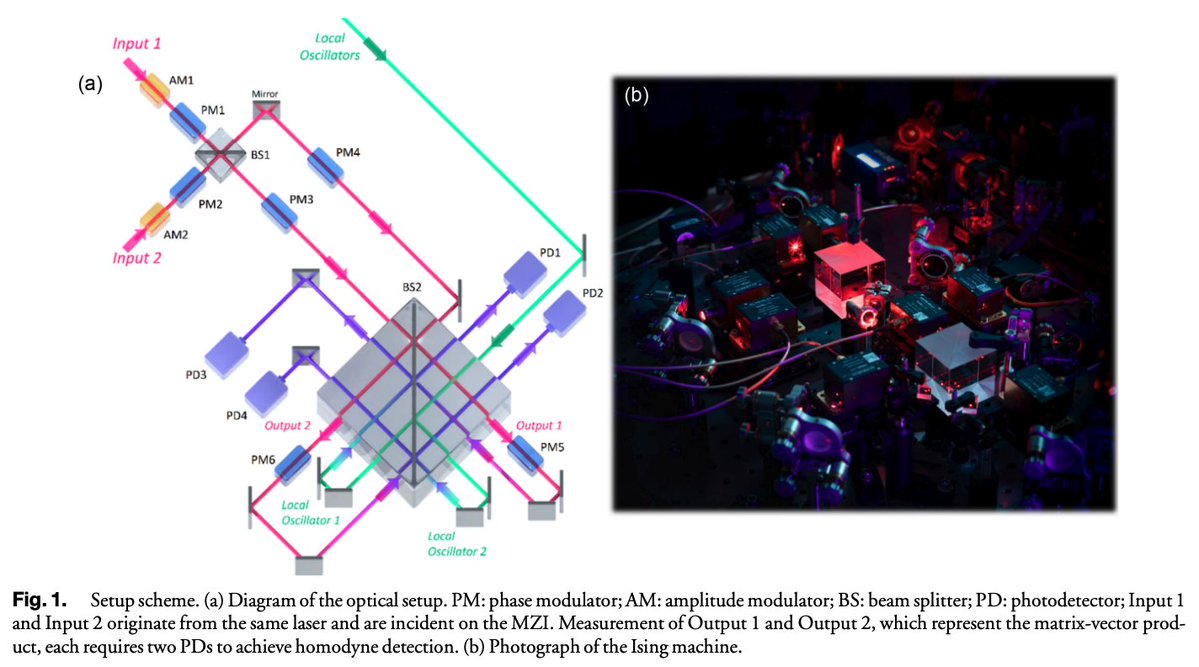 Input 1
Local
Oscillators
(a)
AM1
PM1
Mirror
BS1
PM4
PM2
PM3
AM2
Input 2
PD1
BS2
PD2
PD3
PD4
Output 2
Output 1
PM6
PM5
Local
Oscillator 1
Local
Oscillator 2
(b)
Fig. 1. Setup scheme. (a) Diagram of the optical setup. PM: phase modulator; AM: amplitude modulator; BS: beam splitter; PD: photodetector; Input 1
and Input 2 originate from the same laser and are incident on the MZI. Measurement of Output 1 and Output 2, which represent the matrix-vector prod-
uct, each requires two PDs to achieve homodyne detection. (b) Photograph of the Ising machine.